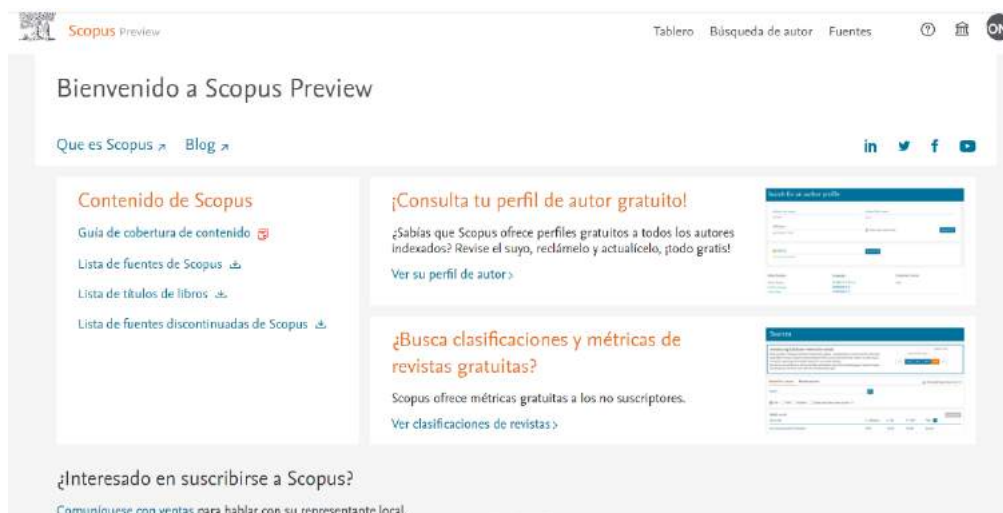 Scopus Preview
Tablero Búsqueda de autor Fuentes
Bienvenido a Scopus Preview
Que es Scopus Blog
Contenido de Scopus
Guía de cobertura de contenido
Lista de fuentes de Scopus
Lista de títulos de libros
Lista de fuentes discontinuadas de Scopus
¡Consulta tu perfil de autor gratuito!
¿Sabías que Scopus ofrece perfiles gratuitos a todos los autores
indexados? Revise el suyo, reclámelo y actualícelo, ¡todo gratis!
Ver su perfil de autor
¿Busca clasificaciones y métricas de
revistas gratuitas?
Scopus ofrece métricas gratuitas a los no suscriptores.
Ver clasificaciones de revistas
¿Interesado en suscribirse a Scopus?
Comuníquese con ventas para hablar con su representante local.